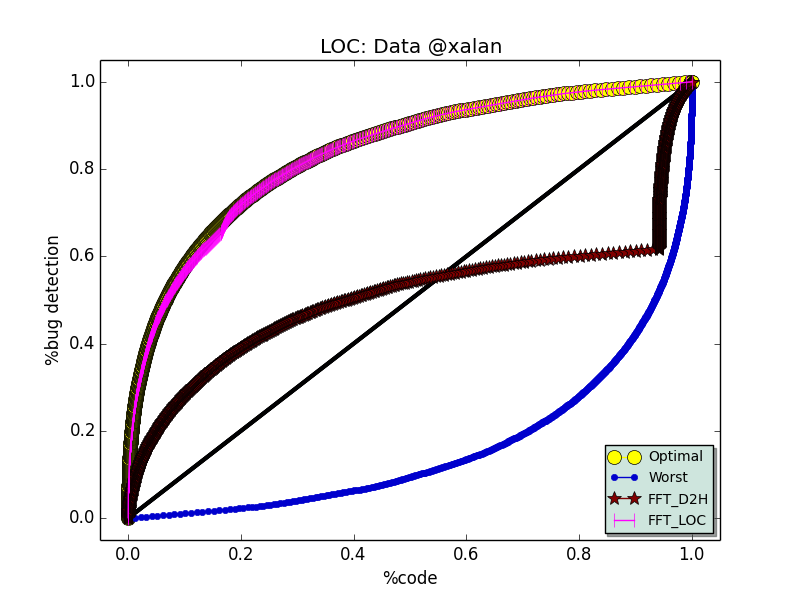 LOC: Data @xalan
1.0
0.8
0.6
0.4
0.2
0.0
%bug detection
0.0 0.2 0.4 0.6 0.8 1.0
%code
Optimal
Worst
FFT_D2H
FFT_LOC